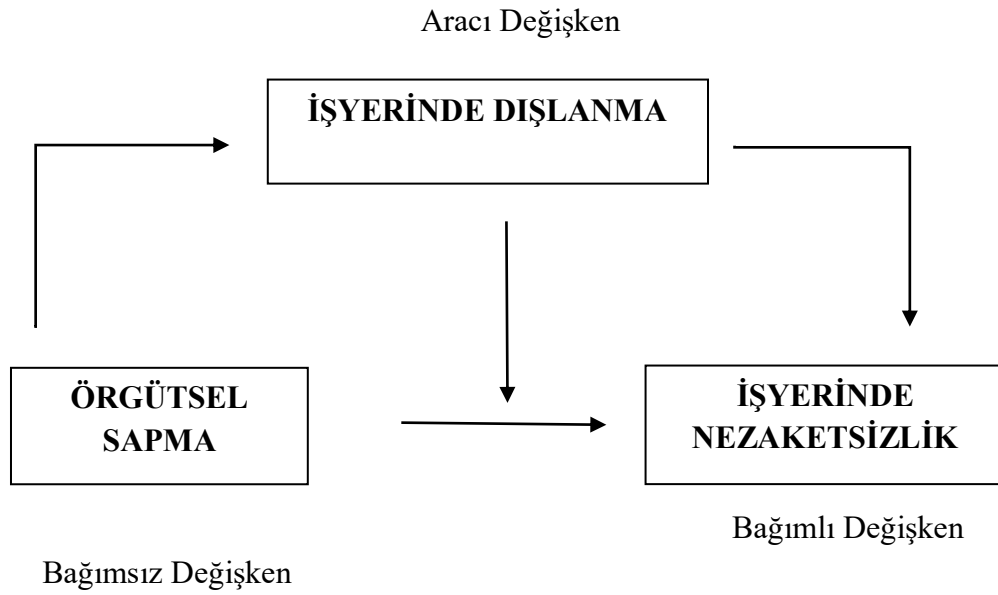 Aracı Değişken
İŞYERİNDE DIŞLANMA
ÖRGÜTSEL
SAPMA
İŞYERİNDE
NEZAKETSİZLİK
Bağımlı Değişken
Bağımsız Değişken